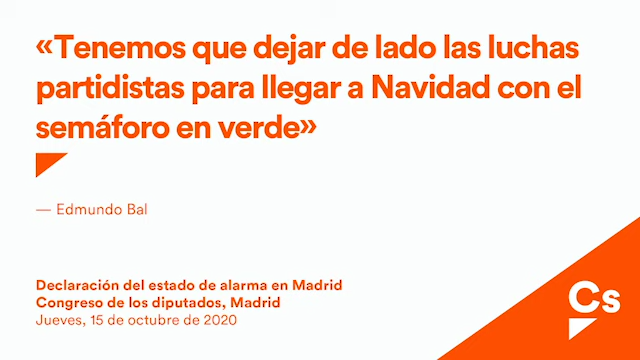 «Tenemos que dejar de lado las luchas
partidistas para llegar a Navidad con el
semáforo en verde»
— Edmundo Bal
Declaración del estado de alarma en Madrid
Congreso de los diputados, Madrid
Jueves, 15 de octubre de 2020
Cs